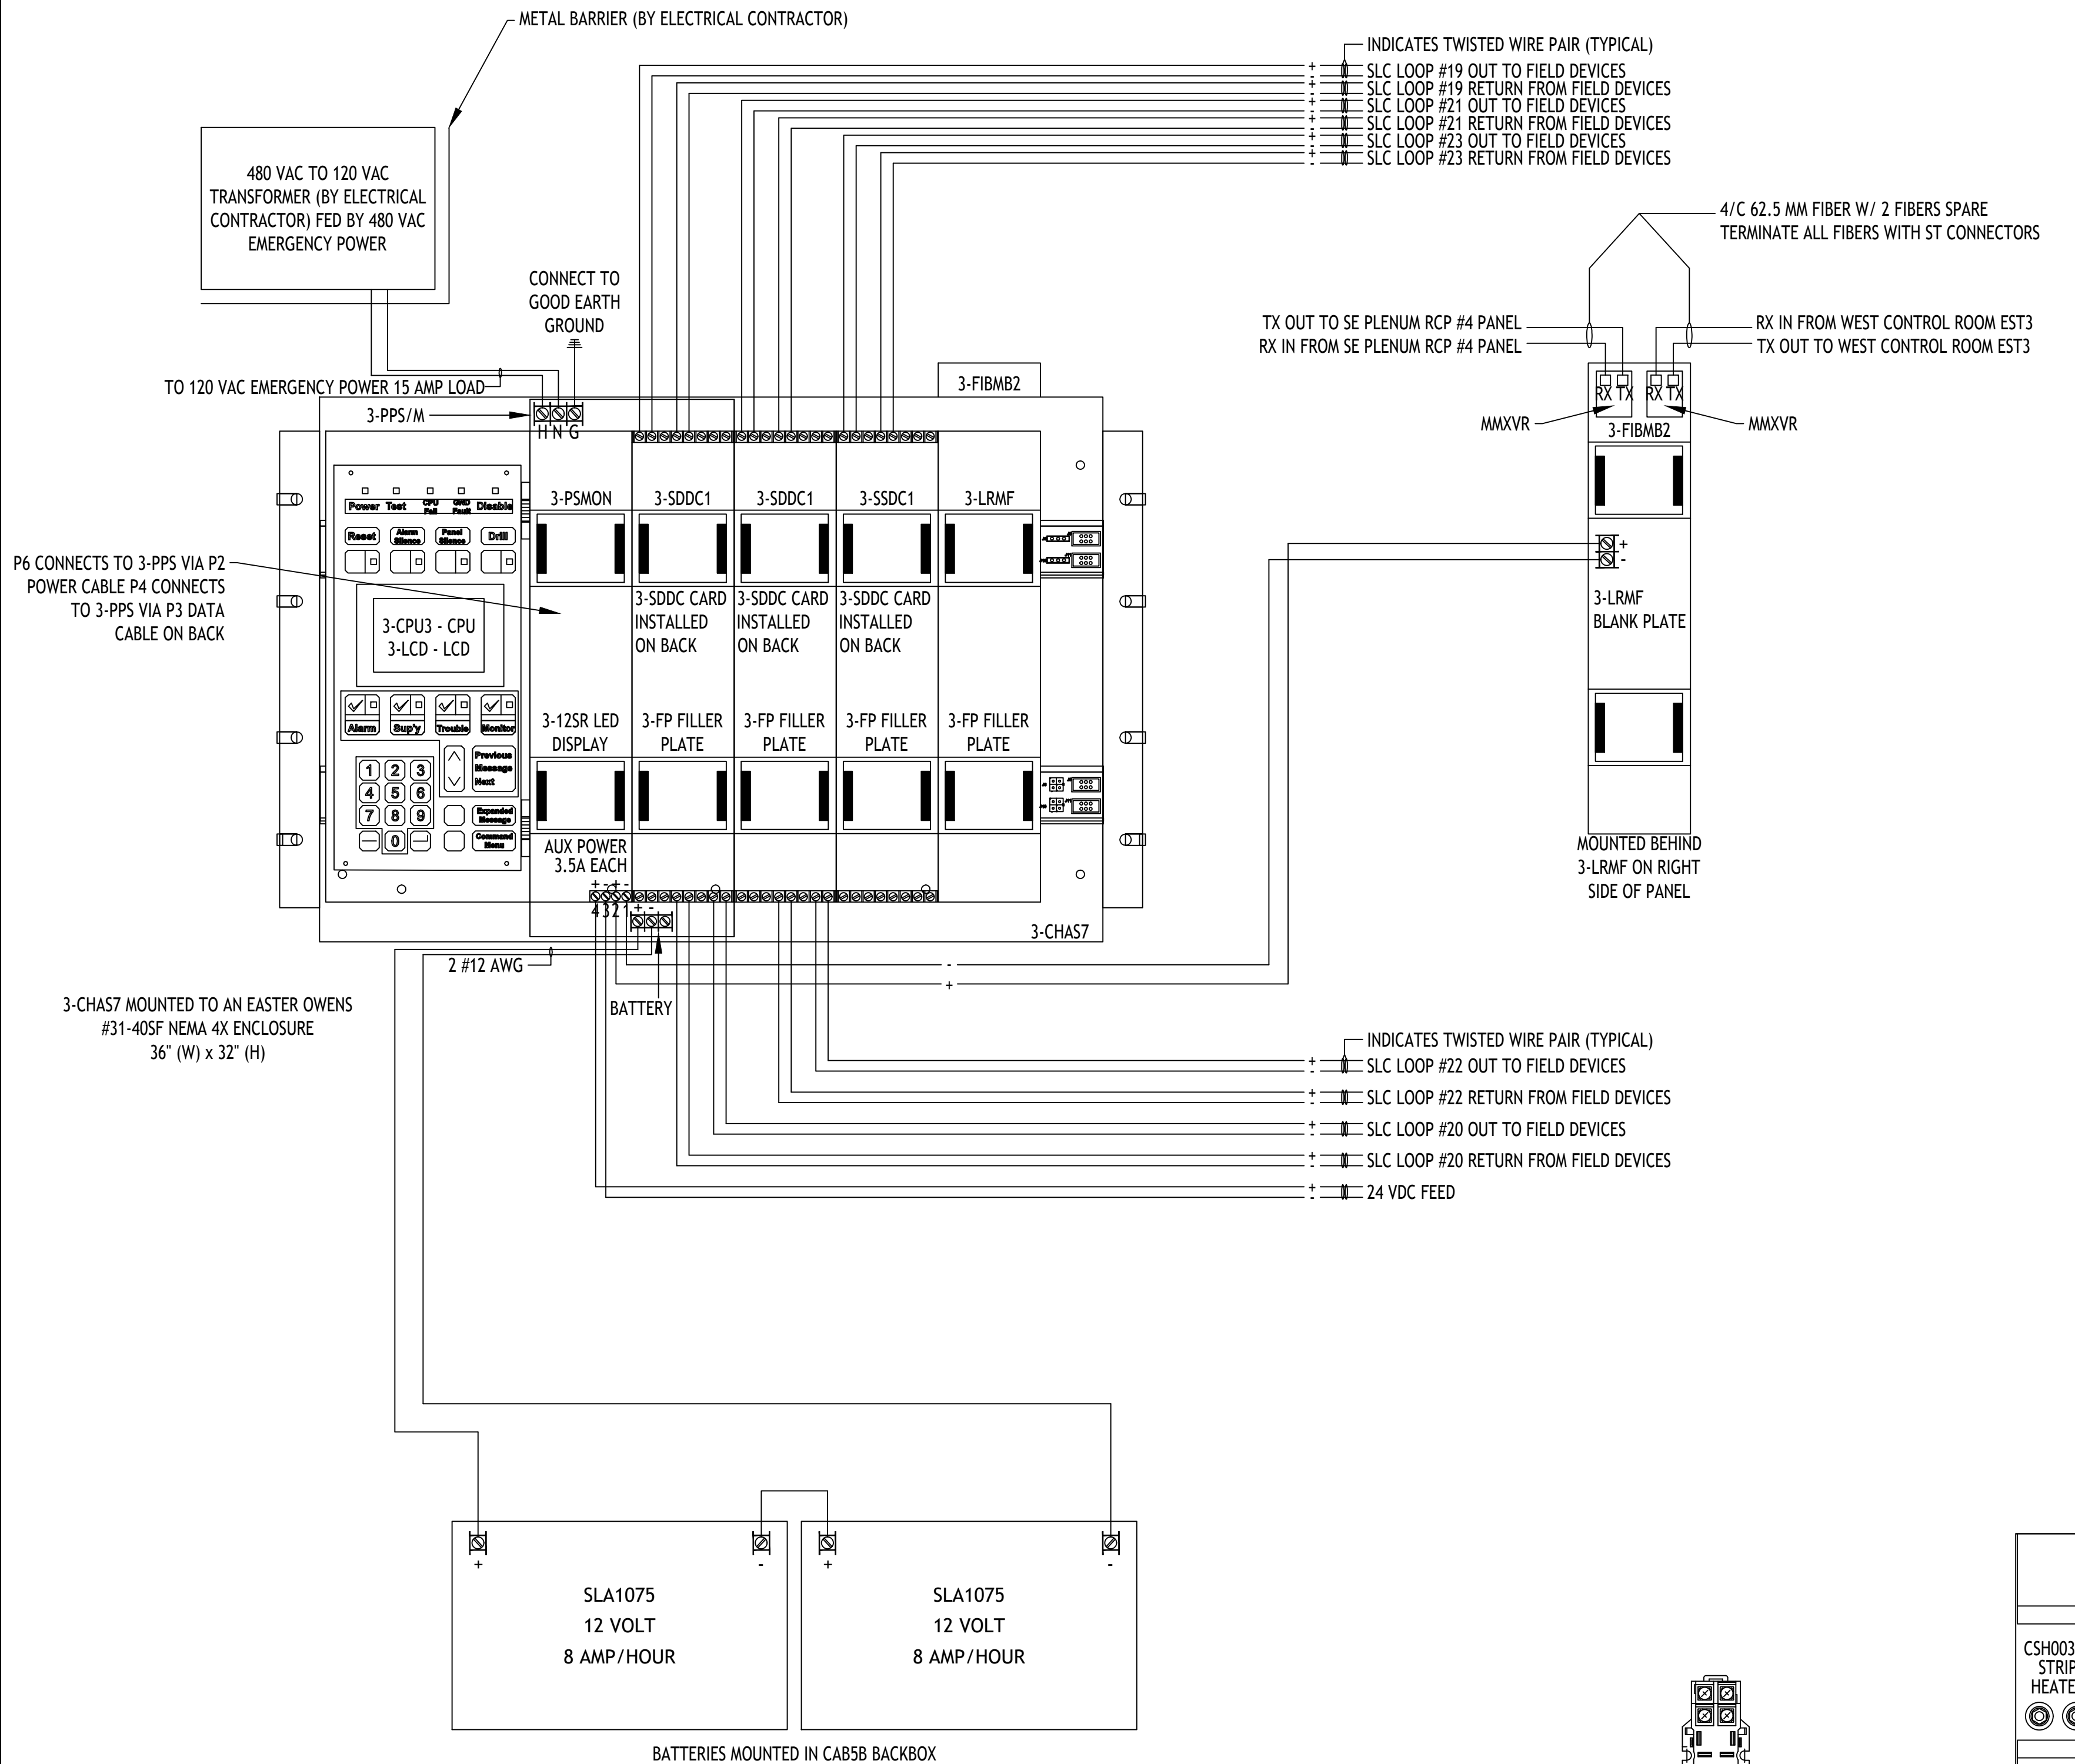 METAL BARRIER (BY ELECTRICAL CONTRACTOR)
INDICATES TWISTED WIRE PAIR (TYPICAL)
+ - SLC LOOP #19 OUT TO FIELD DEVICES
+ - SLC LOOP #19 RETURN FROM FIELD DEVICES
+ - SLC LOOP #21 OUT TO FIELD DEVICES
+ - SLC LOOP #21 RETURN FROM FIELD DEVICES
+ - SLC LOOP #23 OUT TO FIELD DEVICES
+ - SLC LOOP #23 RETURN FROM FIELD DEVICES
480 VAC TO 120 VAC
TRANSFORMER (BY ELECTRICAL
CONTRACTOR) FED BY 480 VAC
EMERGENCY POWER
4/C 62.5 MM FIBER W/ 2 FIBERS SPARE
TERMINATE ALL FIBERS WITH ST CONNECTORS
CONNECT TO
GOOD EARTH
GROUND
TX OUT TO SE PLENUM RCP #4 PANEL
RX IN FROM SE PLENUM RCP #4 PANEL
RX IN FROM WEST CONTROL ROOM EST3
TX OUT TO WEST CONTROL ROOM EST3
TO 120 VAC EMERGENCY POWER 15 AMP LOAD
3-PPS/M
H N G
3-FIBMB2
RX TX
RX TX
MMXVR
MMXVR
3-FIBMB2
Power Test CPU Fail GND Fault Disable
Reset
Alarm Silence
Panel Silence
Drill
3-PSMON
3-SDDC1
3-SDDC1
3-SSDC1
3-LRMF
P6 CONNECTS TO 3-PPS VIA P2
POWER CABLE P4 CONNECTS
TO 3-PPS VIA P3 DATA
CABLE ON BACK
3-CPU3 - CPU
3-LCD - LCD
3-SDDC CARD
INSTALLED
ON BACK
3-SDDC CARD
INSTALLED
ON BACK
3-SDDC CARD
INSTALLED
ON BACK
+
-
3-LRMF
BLANK PLATE
Alarm
Sup'y
Trouble
Monitor
Previous
Message
Next
1 2 3
4 5 6
7 8 9
0
Expanded
Message
Command
Menu
3-12SR LED
DISPLAY
3-FP FILLER
PLATE
3-FP FILLER
PLATE
3-FP FILLER
PLATE
3-FP FILLER
PLATE
AUX POWER
3.5A EACH
+ - + -
4 3 2 1
+ -
3-CHAS7
MOUNTED BEHIND
3-LRMF ON RIGHT
SIDE OF PANEL
2 #12 AWG
BATTERY
-
+
3-CHAS7 MOUNTED TO AN EASTER OWENS
#31-40SF NEMA 4X ENCLOSURE
36" (W) x 32" (H)
INDICATES TWISTED WIRE PAIR (TYPICAL)
+ - SLC LOOP #22 OUT TO FIELD DEVICES
+ - SLC LOOP #22 RETURN FROM FIELD DEVICES
+ - SLC LOOP #20 OUT TO FIELD DEVICES
+ - SLC LOOP #20 RETURN FROM FIELD DEVICES
+ - 24 VDC FEED
+ -
SLA1075
12 VOLT
8 AMP/HOUR
+ -
SLA1075
12 VOLT
8 AMP/HOUR
BATTERIES MOUNTED IN CAB5B BACKBOX
CSH003
STRIP
HEATE